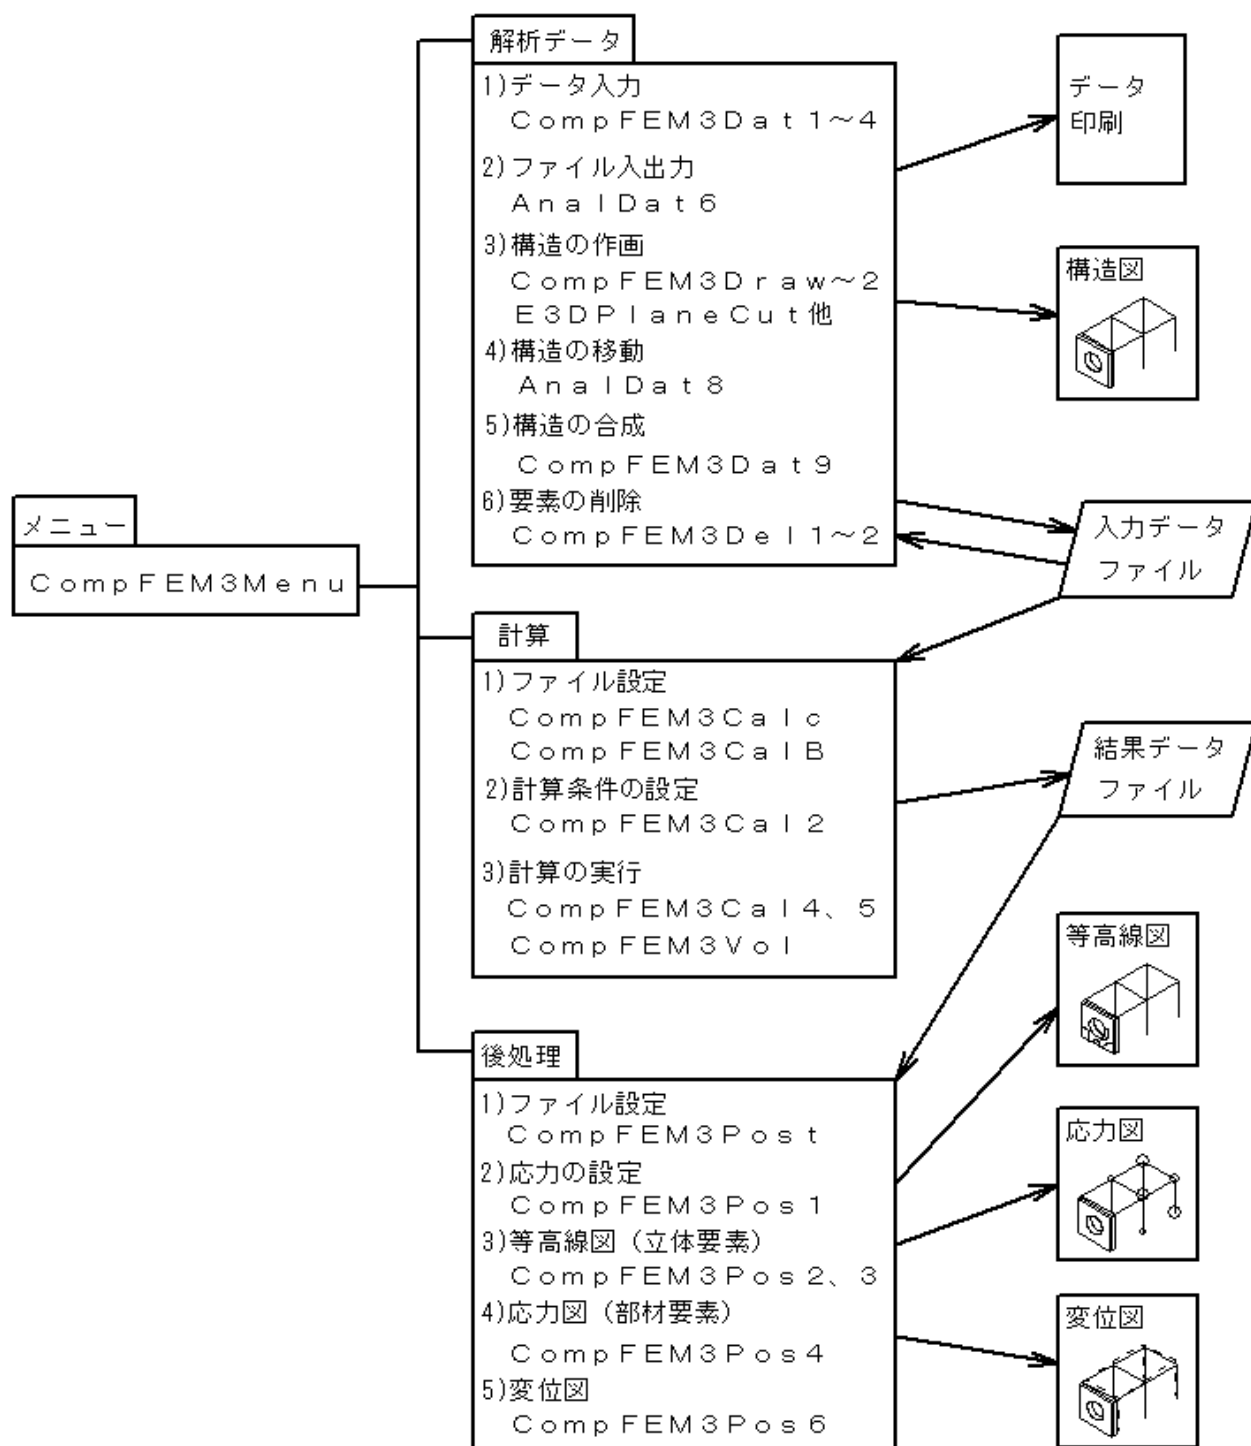 メニュー
CompFEM3Menu
解析データ
1)データ入力
CompFEM3Dat1～4
2)ファイル入出力
AnalDat6
3)構造の作画
CompFEM3Draw～2
E3DPlaneCut他
4)構造の移動
AnalDat8
5)構造の合成
CompFEM3Dat9
6)要素の削除
CompFEM3Del1～2
計算
1)ファイル設定
CompFEM3Calc
CompFEM3CalB
2)計算条件の設定
CompFEM3Cal2
3)計算の実行
CompFEM3Cal4、5
CompFEM3Vol
後処理
1)ファイル設定
CompFEM3Post
2)応力の設定
CompFEM3Pos1
3)等高線図（立体要素）
CompFEM3Pos2、3
4)応力図（部材要素）
CompFEM3Pos4
5)変位図
CompFEM3Pos6
データ
印刷
構造図
入力データ
ファイル
結果データ
ファイル
等高線図
応力図
変位図